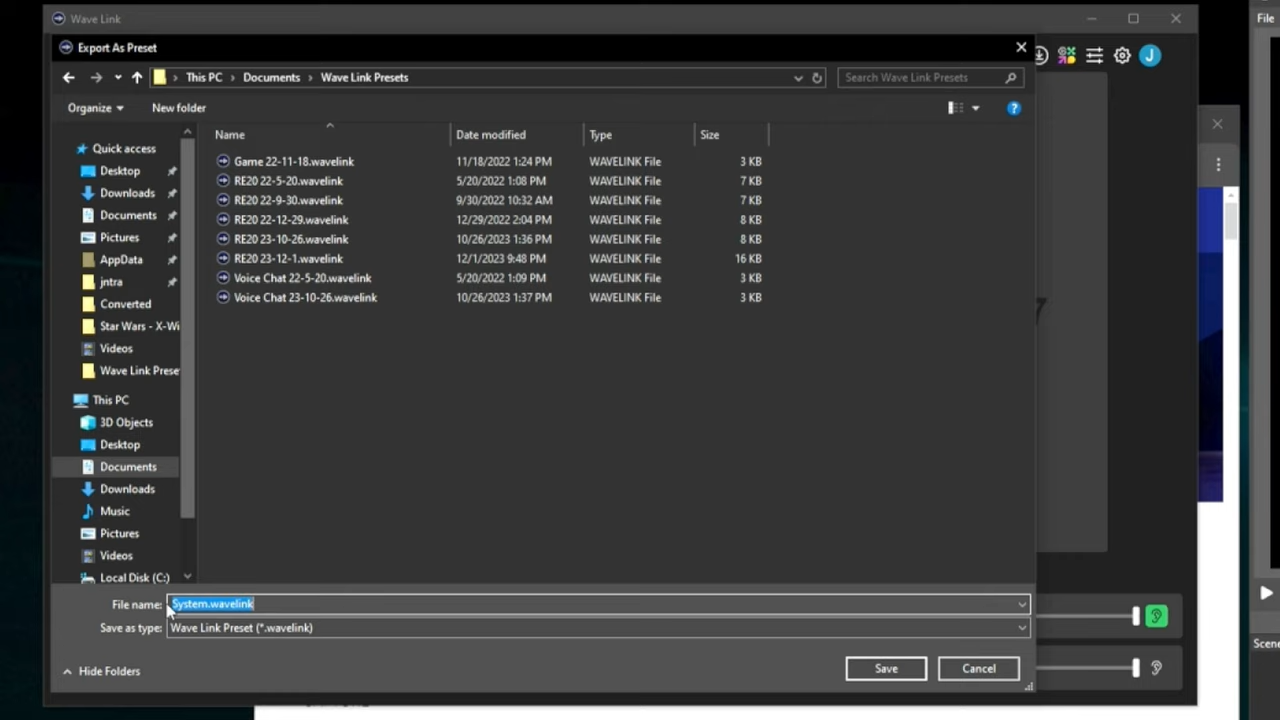 Wave Link
File
Export As Preset
J
This PC > Documents > Wave Link Presets
Search Wave Link Presets
Organize
New folder
Name
Date modified
Type
Size
Quick access
Desktop
Downloads
Documents
Pictures
AppData
jntra
Converted
Star Wars - X-Wi
Videos
Wave Link Prese
This PC
3D Objects
Desktop
Documents
Downloads
Music
Pictures
Videos
Local Disk (C:)
Game 22-11-18.wavelink 11/18/2022 1:24 PM WAVELINK File 3 KB
RE20 22-5-20.wavelink 5/20/2022 1:08 PM WAVELINK File 7 KB
RE20 22-9-30.wavelink 9/30/2022 10:32 AM WAVELINK File 7 KB
RE20 22-12-29.wavelink 12/29/2022 2:04 PM WAVELINK File 8 KB
RE20 23-10-26.wavelink 10/26/2023 1:36 PM WAVELINK File 8 KB
RE20 23-12-1.wavelink 12/1/2023 9:48 PM WAVELINK File 16 KB
Voice Chat 22-5-20.wavelink 5/20/2022 1:09 PM WAVELINK File 3 KB
Voice Chat 23-10-26.wavelink 10/26/2023 1:37 PM WAVELINK File 3 KB
File name: System.wavelink
Save as type: Wave Link Preset (*.wavelink)
Hide Folders
Save
Cancel
Scene